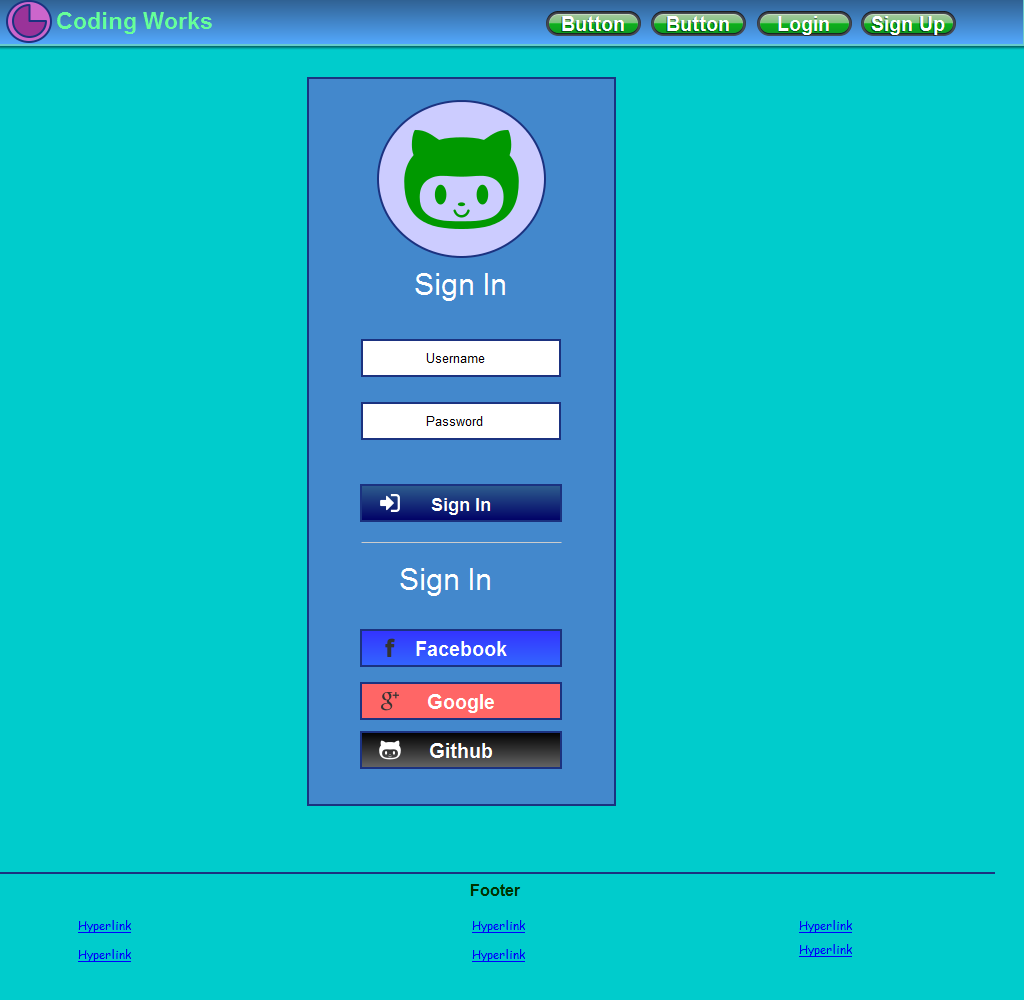 Coding Works
Button Button Login Sign Up
Sign In
Username
Password
Sign In
Sign In
f Facebook
g+ Google
Github
Footer
Hyperlink Hyperlink Hyperlink
Hyperlink Hyperlink Hyperlink